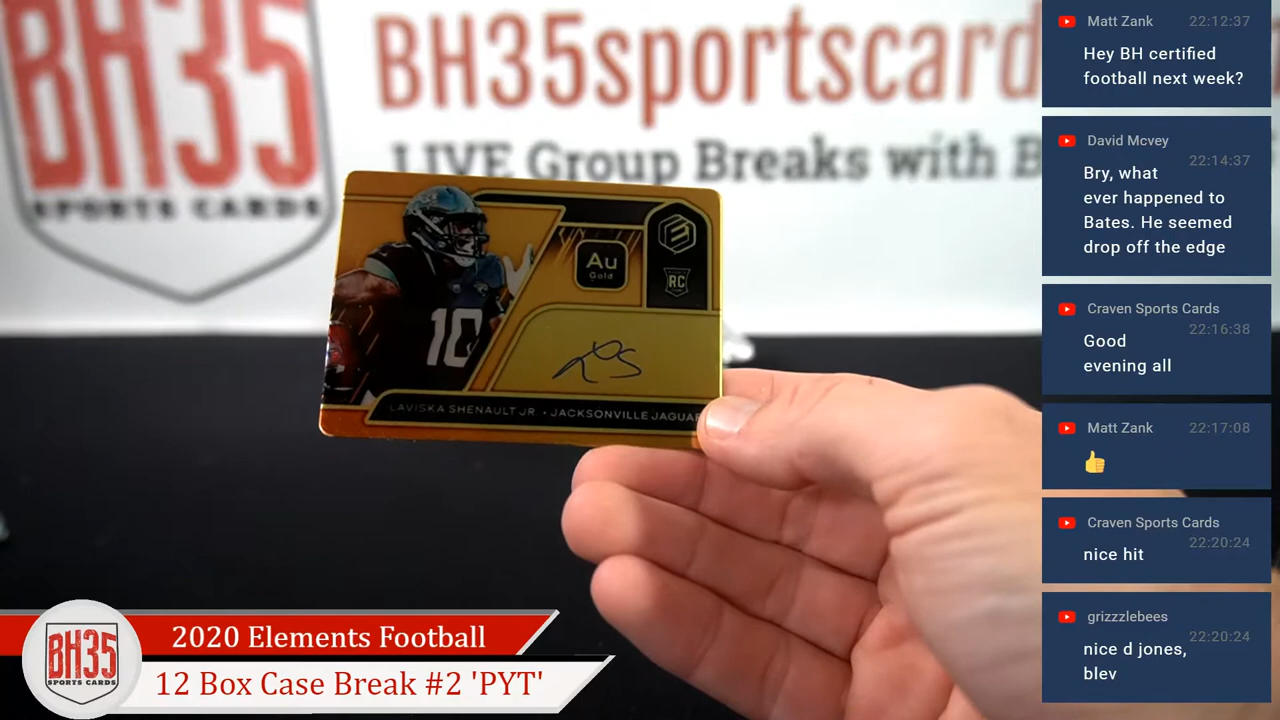 BH35
SPORTS CARDS
BH35sportscard
LIVE Group Breaks with B
Au
Gold
RC
10
LAVISKA SHENAULT JR. • JACKSONVILLE JAGUAR
2020 Elements Football
12 Box Case Break #2 'PYT'
BH35
SPORTS CARDS
Matt Zank 22:12:37
Hey BH certified
football next week?
David Mcvey
22:14:37
Bry, what
ever happened to
Bates. He seemed
drop off the edge
Craven Sports Cards
22:16:38
Good
evening all
Matt Zank 22:17:08
👍
Craven Sports Cards
22:20:24
nice hit
grizzzlebees
22:20:24
nice d jones,
blev